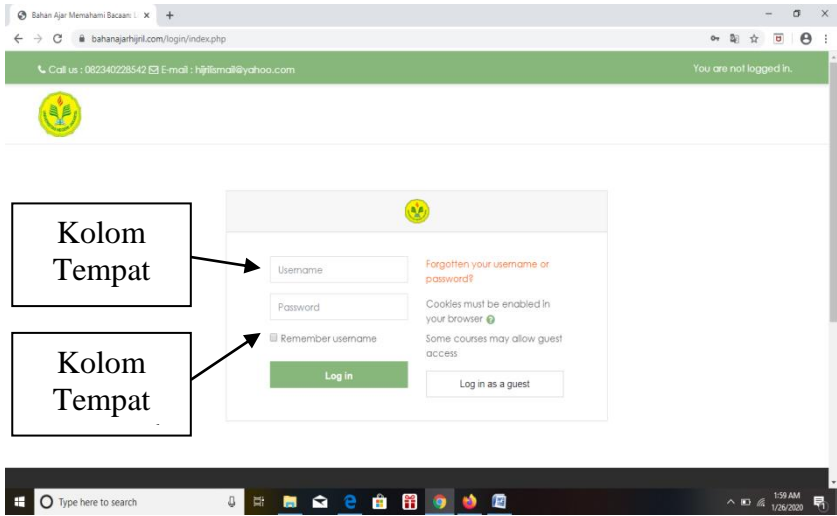 Bahan Ajar Memahami Bacaan: L
bahanajarhijril.com/login/index.php
Call us : 082340228542 E-mail : hijrilismail@yahoo.com
You are not logged in.
Kolom
Tempat
Kolom
Tempat
Username
Password
Remember username
Log in
Forgotten your username or
password?
Cookies must be enabled in
your browser
Some courses may allow guest
access
Log in as a guest
Type here to search
1:59 AM
1/26/2020